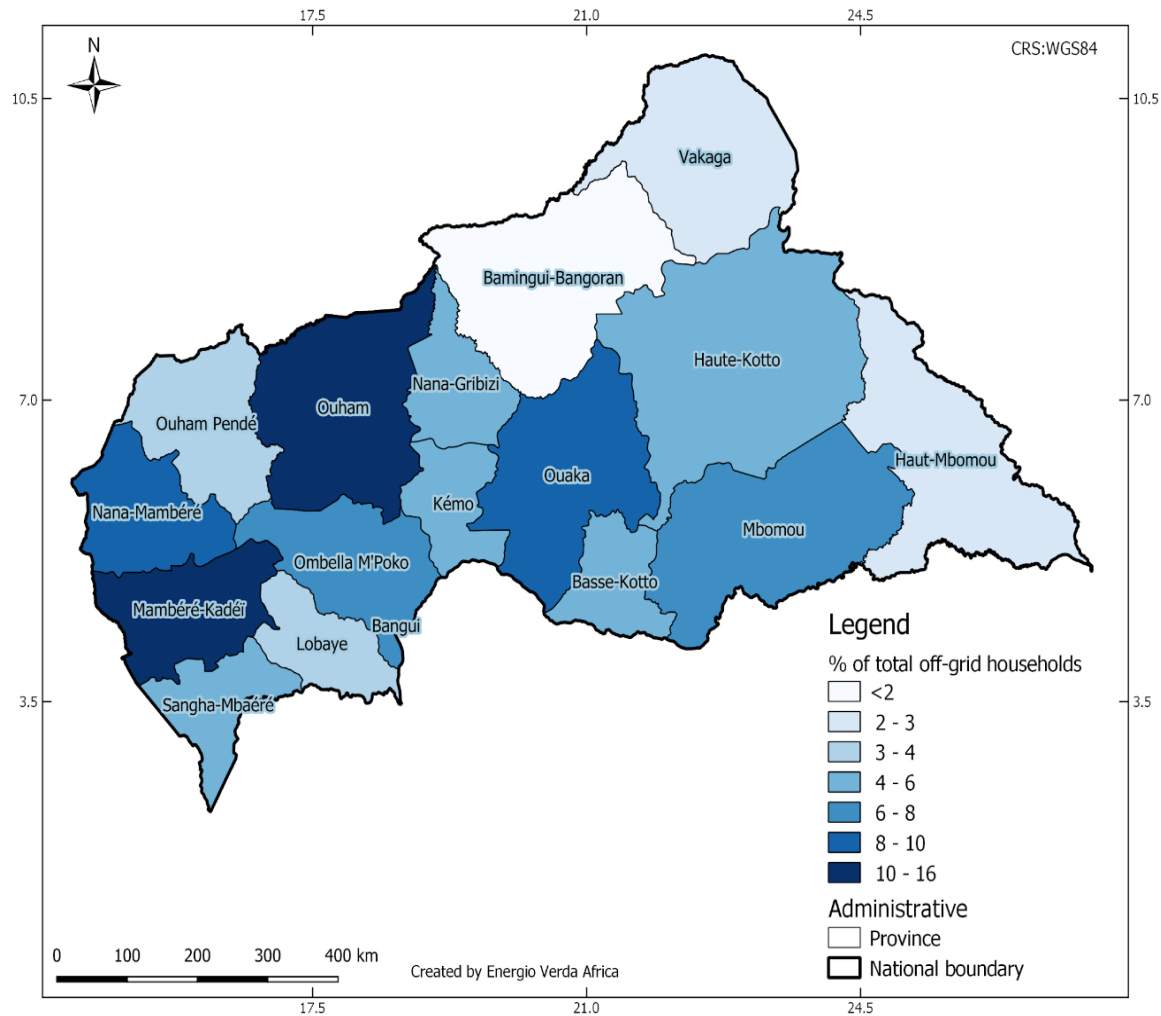 17.5 21.0 24.5
N
CRS:WGS84
10.5 10.5
Vakaga
Bamingui-Bangoran
Haute-Kotto
Nana-Gribizi
7.0 7.0
Ouham
Ouham Pendé
Haut-Mbomou
Ouaka
Kémo
Nana-Mambéré
Mbomou
Ombella M'Poko
Basse-Kotto
Mambéré-Kadéï
Bangui
Lobaye
3.5 3.5
Sangha-Mbaéré
Legend
% of total off-grid households
<2
2 - 3
3 - 4
4 - 6
6 - 8
8 - 10
10 - 16
Administrative
Province
National boundary
0 100 200 300 400 km
Created by Energio Verda Africa
17.5 21.0 24.5